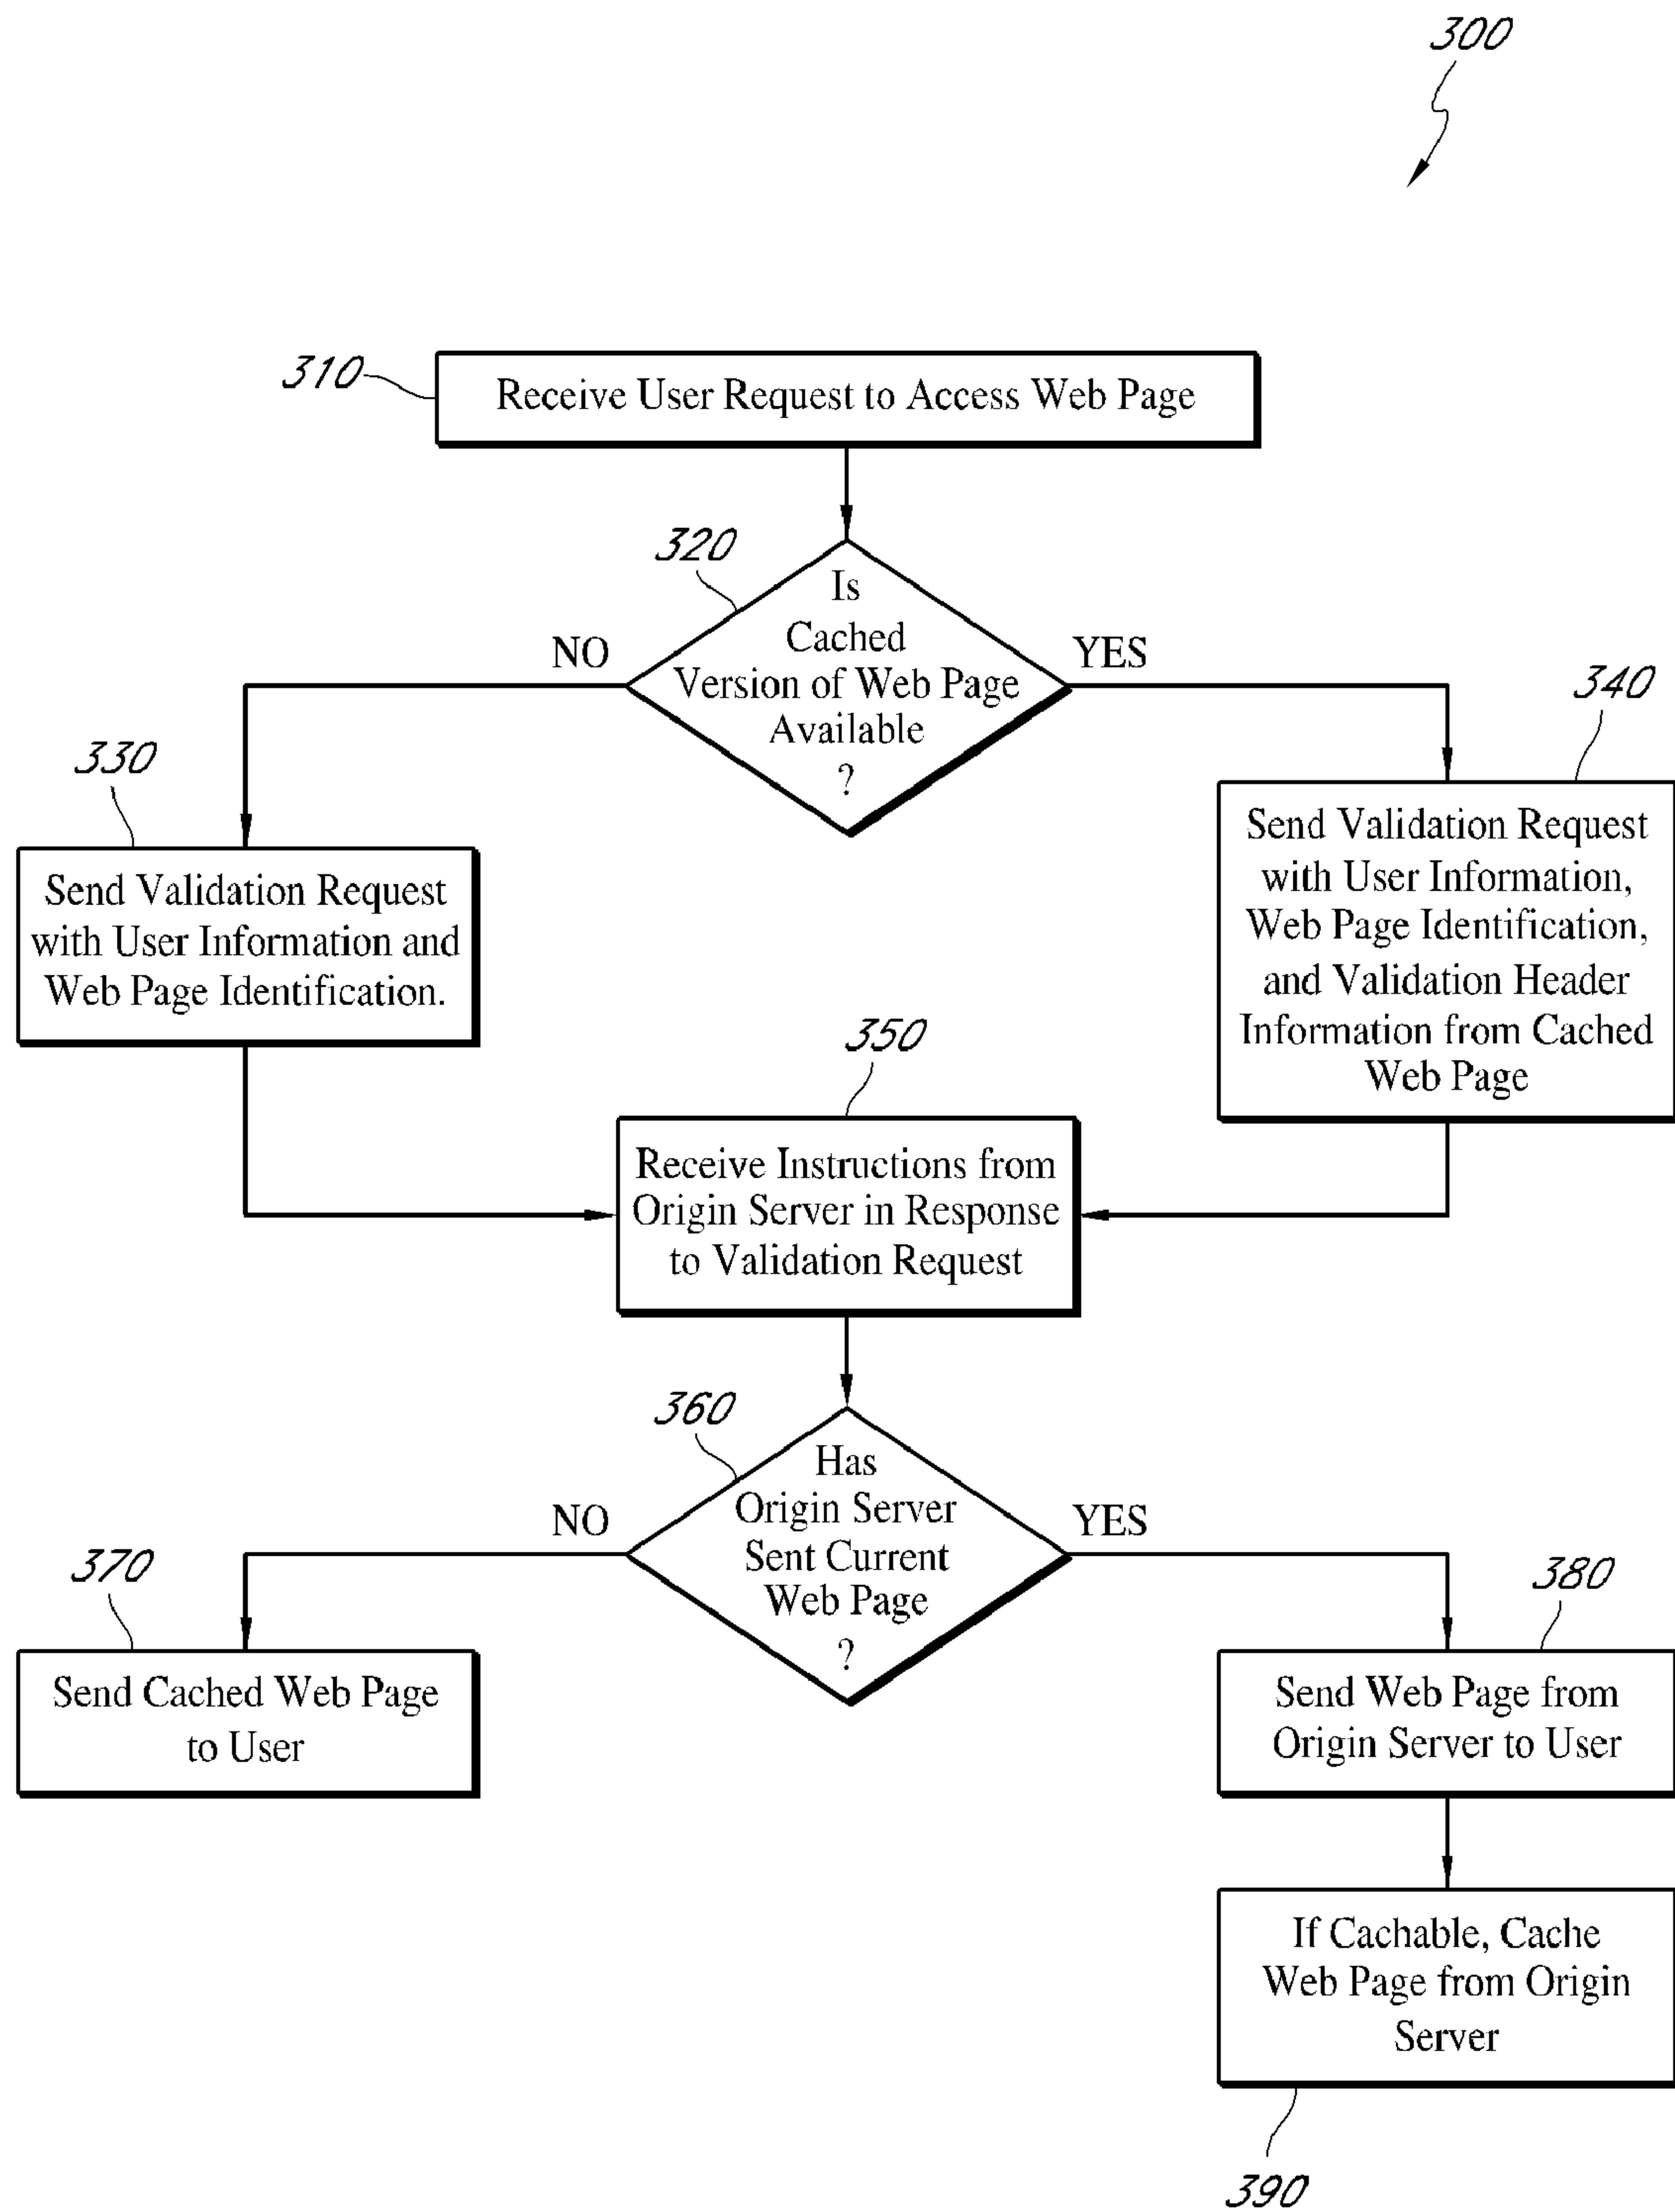 300
310
Receive User Request to Access Web Page
320
Is
Cached
Version of Web Page
Available
?
NO
YES
330
Send Validation Request
with User Information and
Web Page Identification.
340
Send Validation Request
with User Information,
Web Page Identification,
and Validation Header
Information from Cached
Web Page
350
Receive Instructions from
Origin Server in Response
to Validation Request
360
Has
Origin Server
Sent Current
Web Page
?
NO
YES
370
Send Cached Web Page
to User
380
Send Web Page from
Origin Server to User
If Cachable, Cache
Web Page from Origin
Server
390